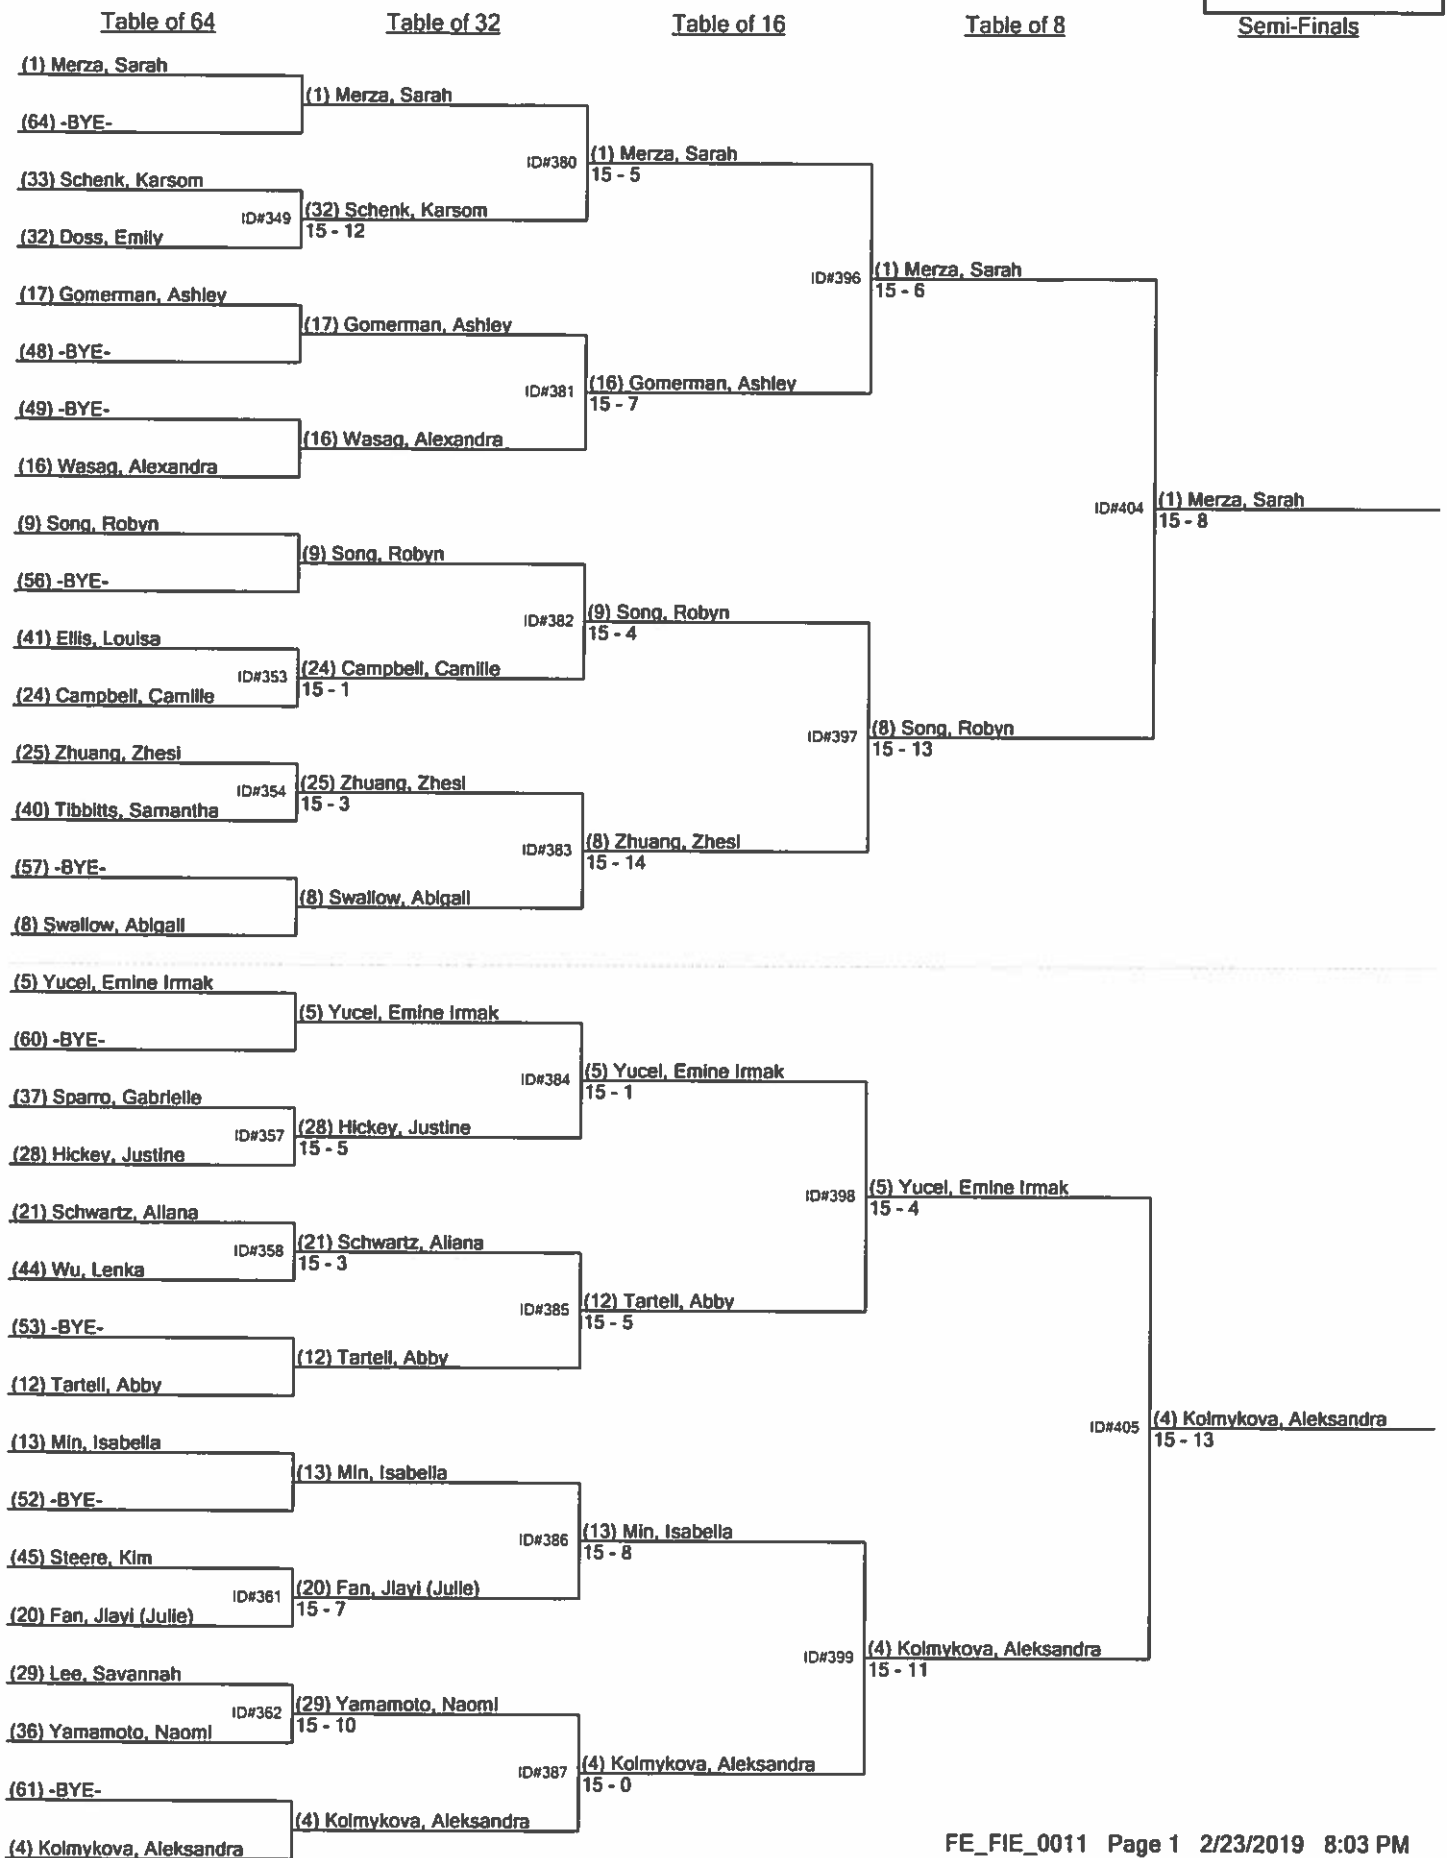 Table of 64
Table of 32
Table of 16
Table of 8
Semi-Finals
(1) Merza, Sarah
(1) Merza, Sarah
(64) -BYE-
ID#380
(1) Merza, Sarah
15 - 5
(33) Schenk, Karsom
ID#349
(32) Schenk, Karsom
15 - 12
(32) Doss, Emily
ID#396
(1) Merza, Sarah
15 - 6
(17) Gomerman, Ashley
(17) Gomerman, Ashley
(48) -BYE-
ID#381
(16) Gomerman, Ashley
15 - 7
(49) -BYE-
(16) Wasag, Alexandra
(16) Wasag, Alexandra
ID#404
(1) Merza, Sarah
15 - 8
(9) Song, Robyn
(9) Song, Robyn
(56) -BYE-
ID#382
(9) Song, Robyn
15 - 4
(41) Ellis, Louisa
ID#353
(24) Campbell, Camille
15 - 1
(24) Campbell, Camille
ID#397
(8) Song, Robyn
15 - 13
(25) Zhuang, Zhesi
ID#354
(25) Zhuang, Zhesi
15 - 3
(40) Tibbitts, Samantha
ID#383
(8) Zhuang, Zhesi
15 - 14
(57) -BYE-
(8) Swallow, Abigail
(8) Swallow, Abigail
(5) Yucel, Emine Irmak
(5) Yucel, Emine Irmak
(60) -BYE-
ID#384
(5) Yucel, Emine Irmak
15 - 1
(37) Sparro, Gabrielle
ID#357
(28) Hickey, Justine
15 - 5
(28) Hickey, Justine
ID#398
(5) Yucel, Emine Irmak
15 - 4
(21) Schwartz, Aliana
ID#358
(21) Schwartz, Aliana
15 - 3
(44) Wu, Lenka
ID#385
(12) Tartell, Abby
15 - 5
(53) -BYE-
(12) Tartell, Abby
(12) Tartell, Abby
ID#405
(4) Kolmykova, Aleksandra
15 - 13
(13) Min, Isabella
(13) Min, Isabella
(52) -BYE-
ID#386
(13) Min, Isabella
15 - 8
(45) Steere, Kim
ID#361
(20) Fan, Jiayi (Julie)
15 - 7
(20) Fan, Jiayi (Julie)
ID#399
(4) Kolmykova, Aleksandra
15 - 11
(29) Lee, Savannah
ID#362
(29) Yamamoto, Naomi
15 - 10
(36) Yamamoto, Naomi
ID#387
(4) Kolmykova, Aleksandra
15 - 0
(61) -BYE-
(4) Kolmykova, Aleksandra
(4) Kolmykova, Aleksandra
FE_FIE_0011 Page 1 2/23/2019 8:03 PM